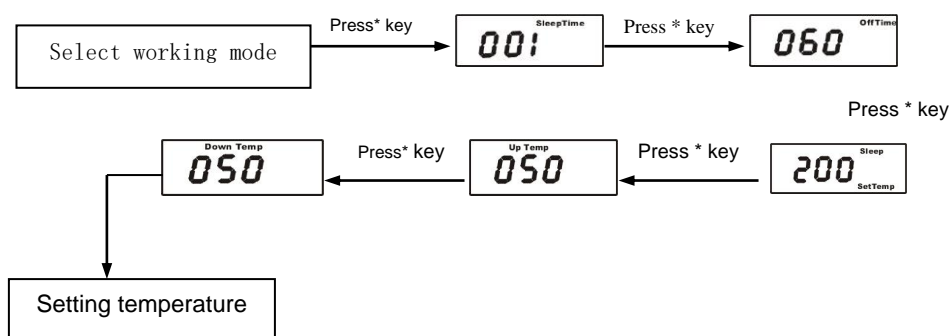 Select working mode
Press* key
SleepTime
001
Press * key
OffTime
060
Press * key
Sleep
200
SetTemp
Press * key
Up Temp
050
Press* key
Down Temp
050
Setting temperature